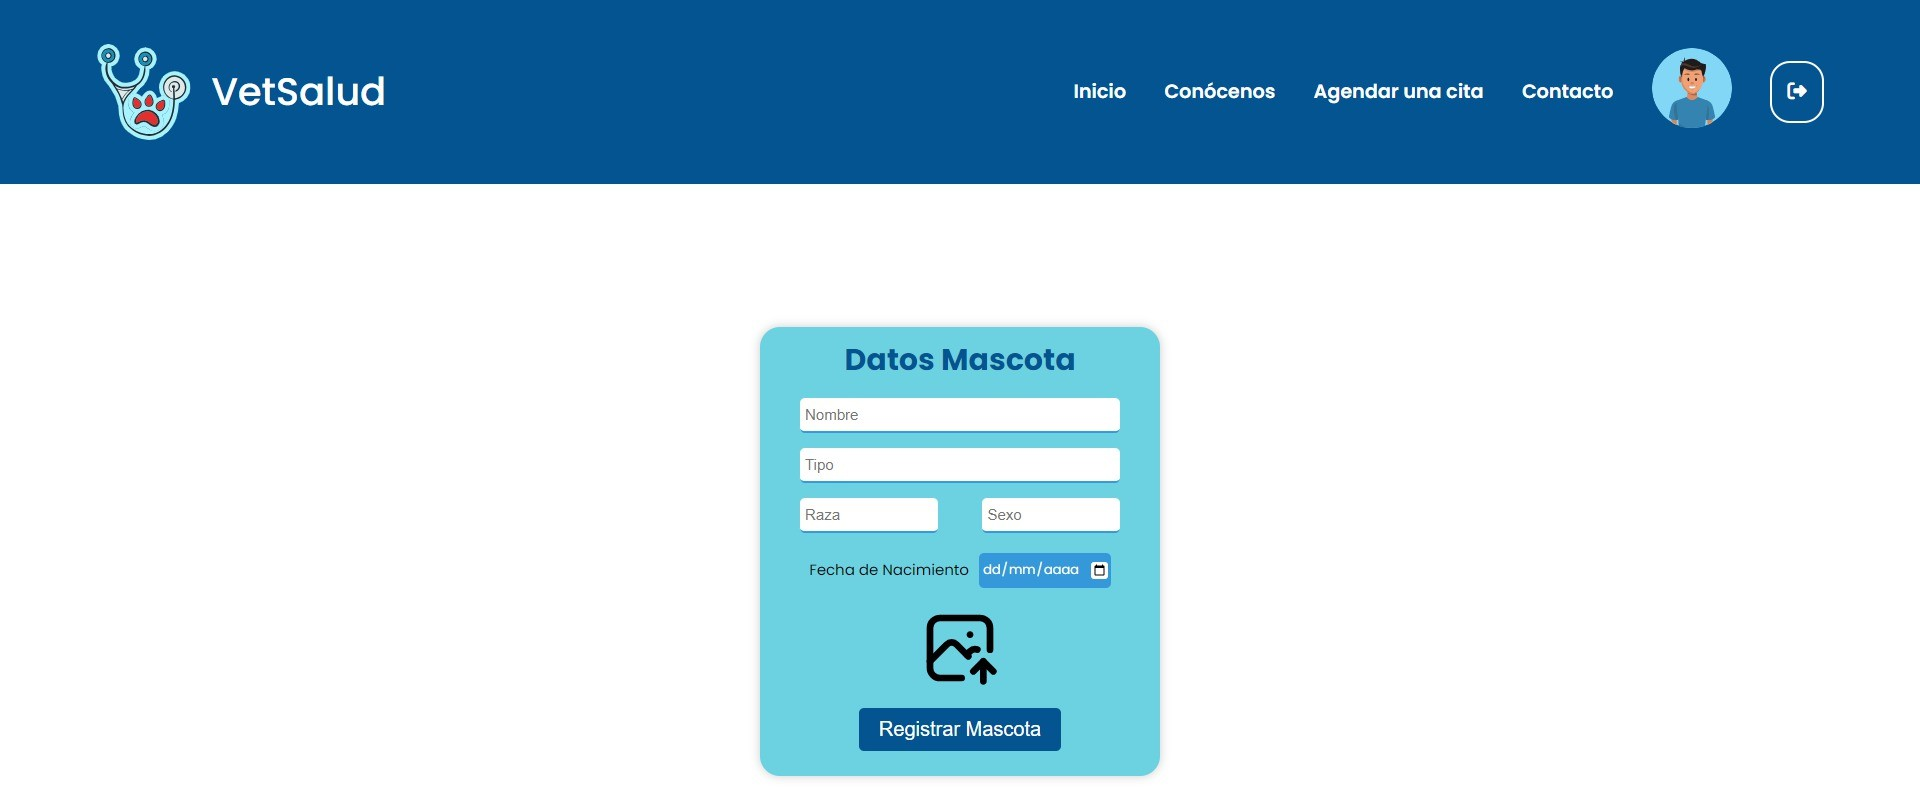 VetSalud
Inicio Conócenos Agendar una cita Contacto
Datos Mascota
Nombre
Tipo
Raza Sexo
Fecha de Nacimiento dd/mm/aaaa
Registrar Mascota